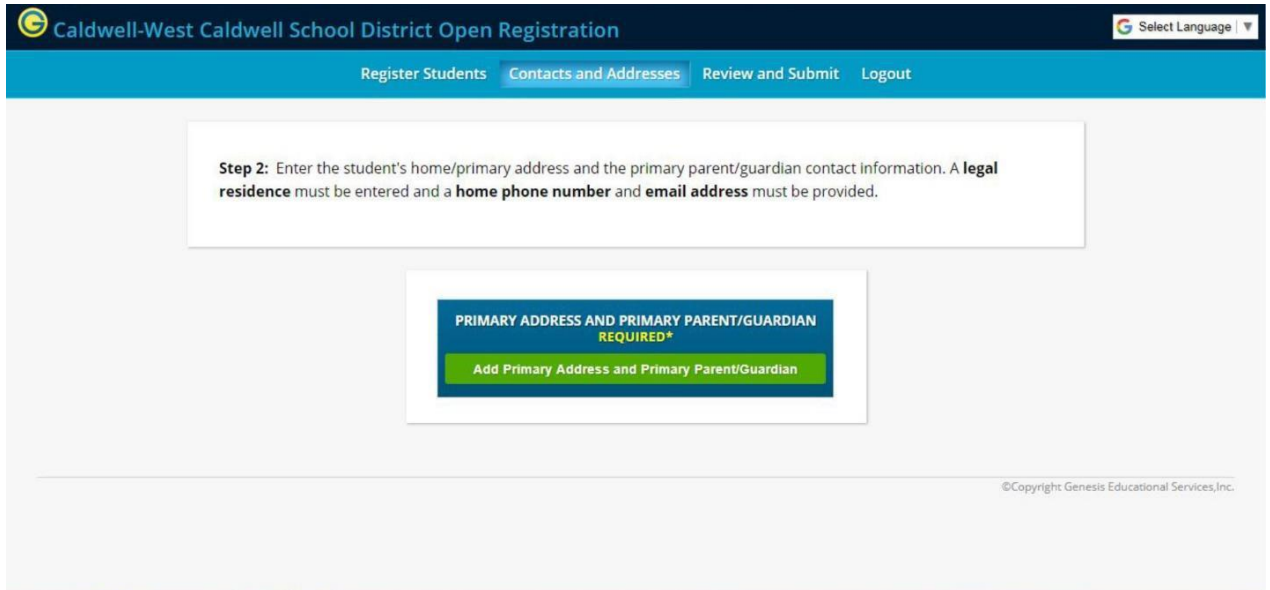 Caldwell-West Caldwell School District Open Registration
Select Language
Register Students Contacts and Addresses Review and Submit Logout
Step 2: Enter the student's home/primary address and the primary parent/guardian contact information. A legal
residence must be entered and a home phone number and email address must be provided.
PRIMARY ADDRESS AND PRIMARY PARENT/GUARDIAN
REQUIRED*
Add Primary Address and Primary Parent/Guardian
©Copyright Genesis Educational Services,Inc.